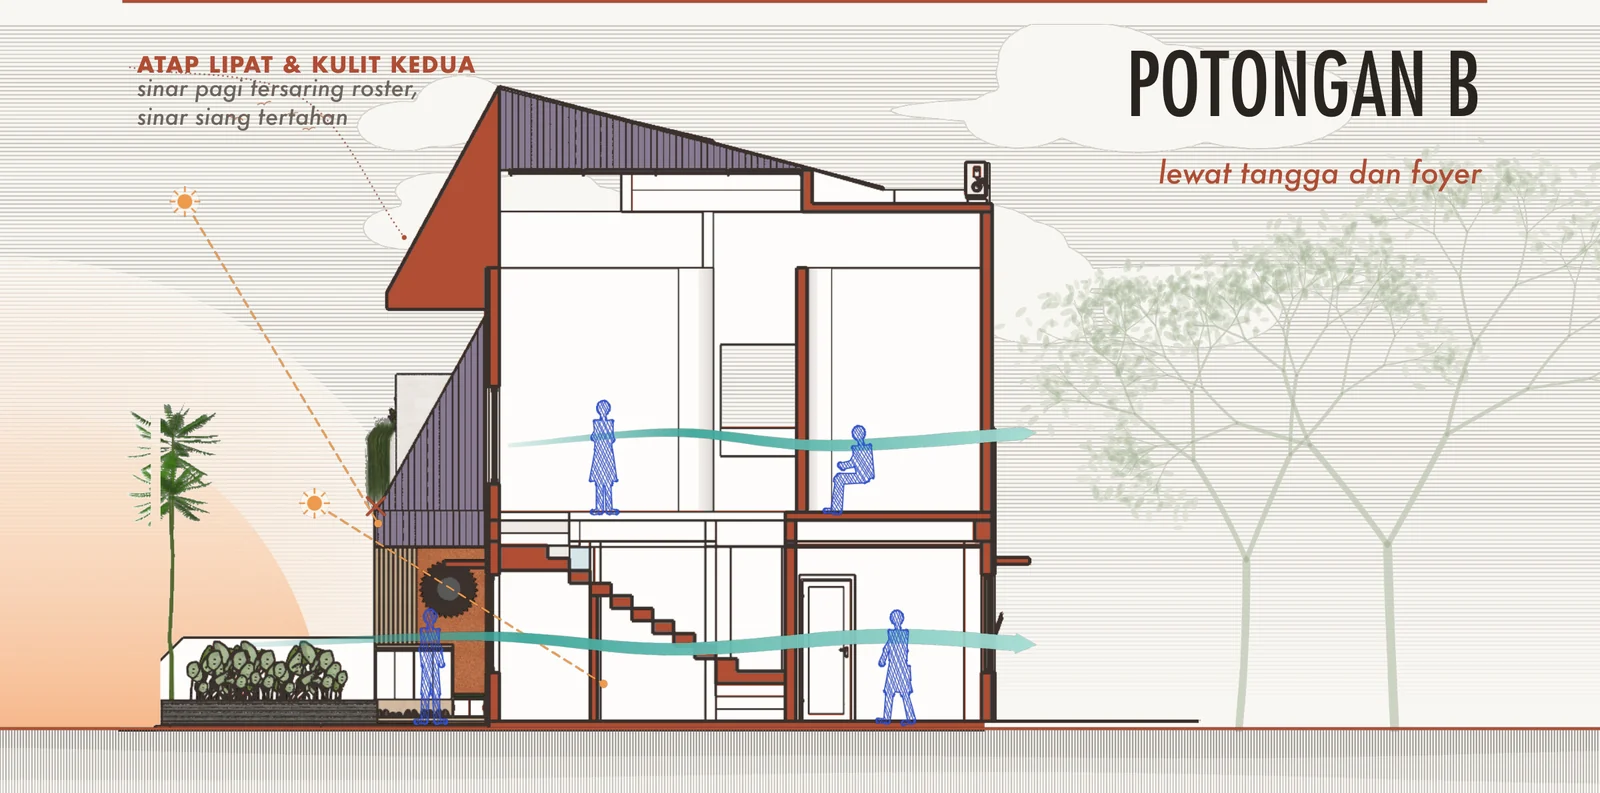 ATAP LIPAT & KULIT KEDUA
sinar pagi tersaring roster,
sinar siang tertahan
POTONGAN B
lewat tangga dan foyer